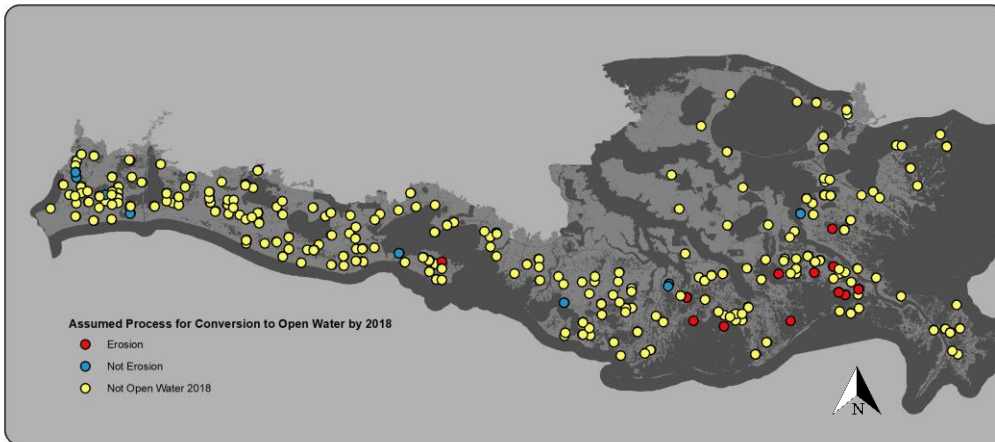 Assumed Process for Conversion to Open Water by 2018
Erosion
Not Erosion
Not Open Water 2018
N